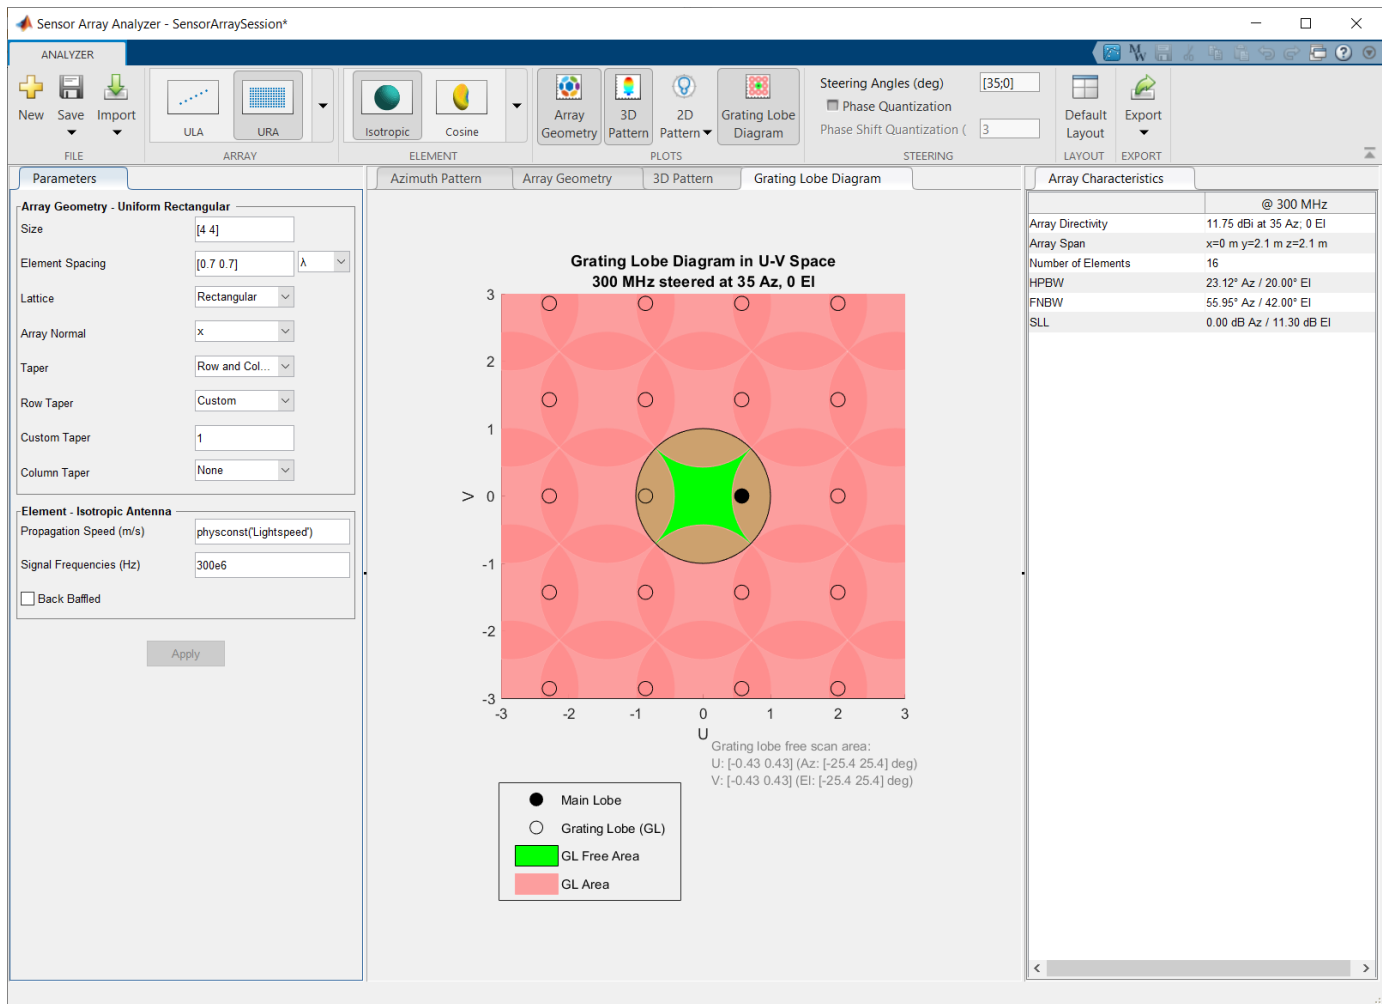 Sensor Array Analyzer - SensorArraySession*
ANALYZER
New
Save
Import
FILE
ULA
URA
ARRAY
Isotropic
Cosine
ELEMENT
Array
Geometry
3D
Pattern
2D
Pattern
Grating Lobe
Diagram
PLOTS
Steering Angles (deg)
[35;0]
Phase Quantization
Phase Shift Quantization (
3
STEERING
Default
Layout
LAYOUT
Export
EXPORT
Parameters
Array Geometry - Uniform Rectangular
Size
[4 4]
Element Spacing
[0.7 0.7]
λ
Lattice
Rectangular
Array Normal
x
Taper
Row and Col...
Row Taper
Custom
Custom Taper
1
Column Taper
None
Element - Isotropic Antenna
Propagation Speed (m/s)
physconst('Lightspeed')
Signal Frequencies (Hz)
300e6
Back Baffled
Apply
Azimuth Pattern
Array Geometry
3D Pattern
Grating Lobe Diagram
Grating Lobe Diagram in U-V Space
300 MHz steered at 35 Az, 0 El
3
2
1
0
-1
-2
-3
V
-3
-2
-1
0
1
2
3
U
Grating lobe free scan area:
U: [-0.43 0.43] (Az: [-25.4 25.4] deg)
V: [-0.43 0.43] (El: [-25.4 25.4] deg)
Main Lobe
Grating Lobe (GL)
GL Free Area
GL Area
Array Characteristics
@ 300 MHz
Array Directivity
11.75 dBi at 35 Az; 0 El
Array Span
x=0 m y=2.1 m z=2.1 m
Number of Elements
16
HPBW
23.12° Az / 20.00° El
FNBW
55.95° Az / 42.00° El
SLL
0.00 dB Az / 11.30 dB El